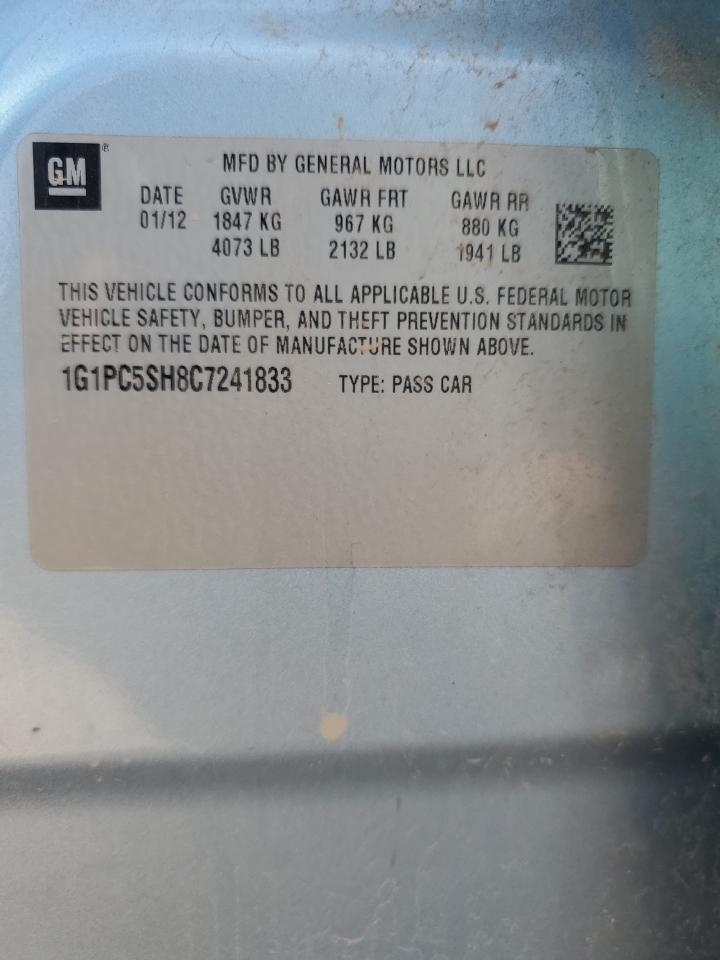 GM®
MFD BY GENERAL MOTORS LLC
DATE GVWR GAWR FRT GAWR RR
01/12 1847 KG 967 KG 880 KG
4073 LB 2132 LB 1941 LB
THIS VEHICLE CONFORMS TO ALL APPLICABLE U.S. FEDERAL MOTOR
VEHICLE SAFETY, BUMPER, AND THEFT PREVENTION STANDARDS IN
EFFECT ON THE DATE OF MANUFACTURE SHOWN ABOVE.
1G1PC5SH8C7241833 TYPE: PASS CAR